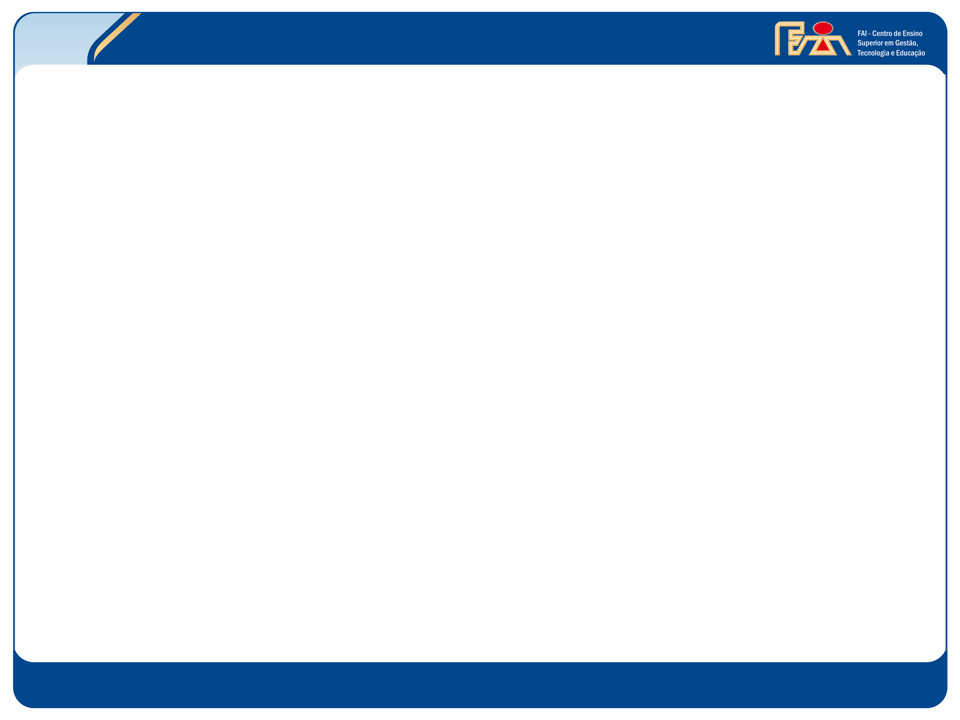 FAI - Centro de Ensino
Superior em Gestão,
Tecnologia e Educação